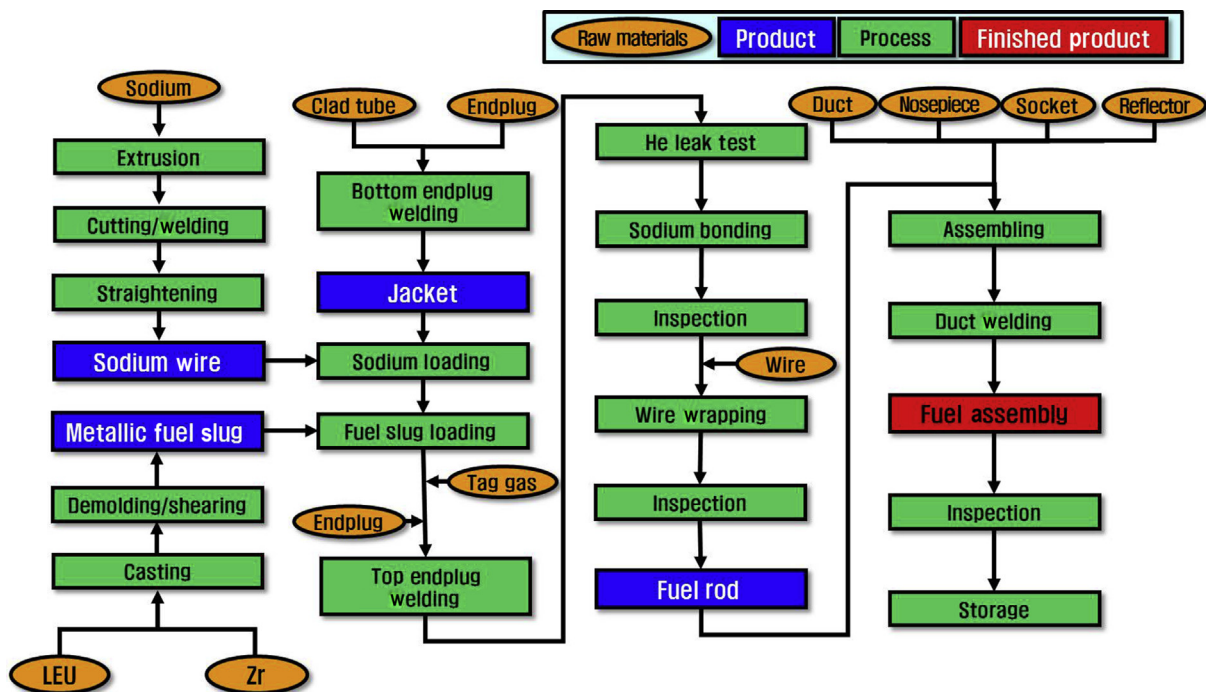 Raw materials
Product
Process
Finished product
Sodium
Extrusion
Cutting/welding
Straightening
Sodium wire
Metallic fuel slug
Demolding/shearing
Casting
LEU
Zr
Clad tube
Endplug
Bottom endplug
welding
Jacket
Sodium loading
Fuel slug loading
Tag gas
Endplug
Top endplug
welding
He leak test
Sodium bonding
Inspection
Wire
Wire wrapping
Inspection
Fuel rod
Duct
Nosepiece
Socket
Reflector
Assembling
Duct welding
Fuel assembly
Inspection
Storage